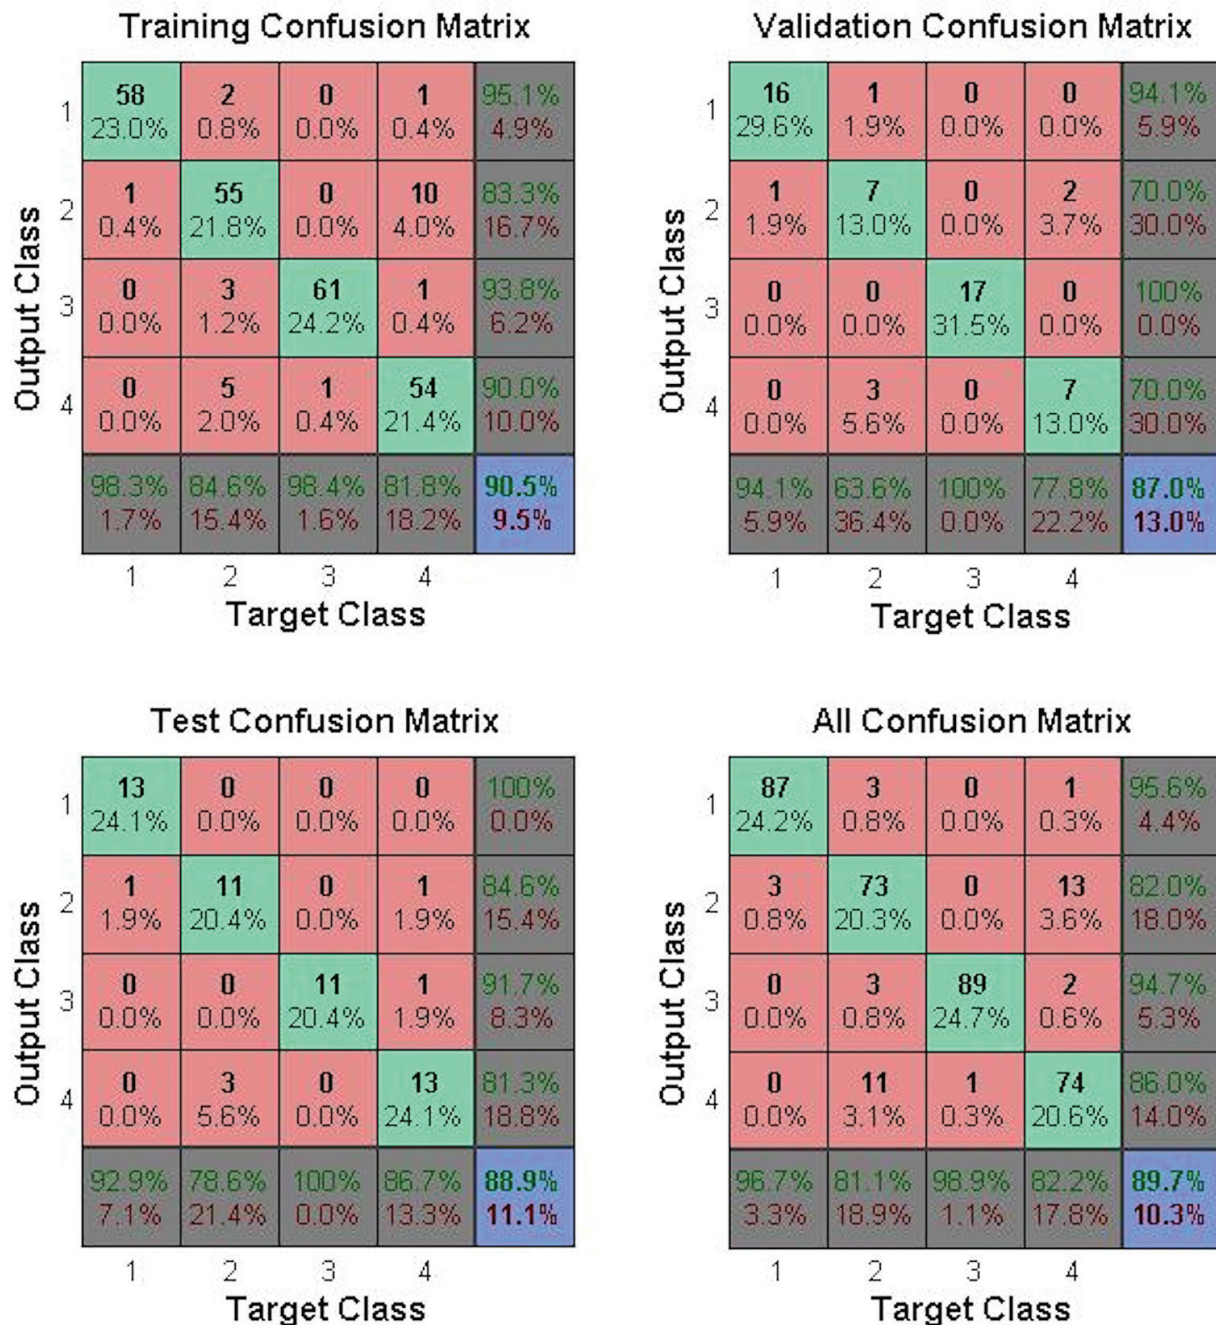 Training Confusion Matrix
Output Class
1 58 2 0 1 95.1%
23.0% 0.8% 0.0% 0.4% 4.9%
2 1 55 0 10 83.3%
0.4% 21.8% 0.0% 4.0% 16.7%
3 0 3 61 1 93.8%
0.0% 1.2% 24.2% 0.4% 6.2%
4 0 5 1 54 90.0%
0.0% 2.0% 0.4% 21.4% 10.0%
98.3% 84.6% 98.4% 81.8% 90.5%
1.7% 15.4% 1.6% 18.2% 9.5%
1 2 3 4
Target Class
Validation Confusion Matrix
Output Class
1 16 1 0 0 94.1%
29.6% 1.9% 0.0% 0.0% 5.9%
2 1 7 0 2 70.0%
1.9% 13.0% 0.0% 3.7% 30.0%
3 0 0 17 0 100%
0.0% 0.0% 31.5% 0.0% 0.0%
4 0 3 0 7 70.0%
0.0% 5.6% 0.0% 13.0% 30.0%
94.1% 63.6% 100% 77.8% 87.0%
5.9% 36.4% 0.0% 22.2% 13.0%
1 2 3 4
Target Class
Test Confusion Matrix
Output Class
1 13 0 0 0 100%
24.1% 0.0% 0.0% 0.0% 0.0%
2 1 11 0 1 84.6%
1.9% 20.4% 0.0% 1.9% 15.4%
3 0 0 11 1 91.7%
0.0% 0.0% 20.4% 1.9% 8.3%
4 0 3 0 13 81.3%
0.0% 5.6% 0.0% 24.1% 18.8%
92.9% 78.6% 100% 86.7% 88.9%
7.1% 21.4% 0.0% 13.3% 11.1%
1 2 3 4
Target Class
All Confusion Matrix
Output Class
1 87 3 0 1 95.6%
24.2% 0.8% 0.0% 0.3% 4.4%
2 3 73 0 13 82.0%
0.8% 20.3% 0.0% 3.6% 18.0%
3 0 3 89 2 94.7%
0.0% 0.8% 24.7% 0.6% 5.3%
4 0 11 1 74 86.0%
0.0% 3.1% 0.3% 20.6% 14.0%
96.7% 81.1% 98.9% 82.2% 89.7%
3.3% 18.9% 1.1% 17.8% 10.3%
1 2 3 4
Target Class